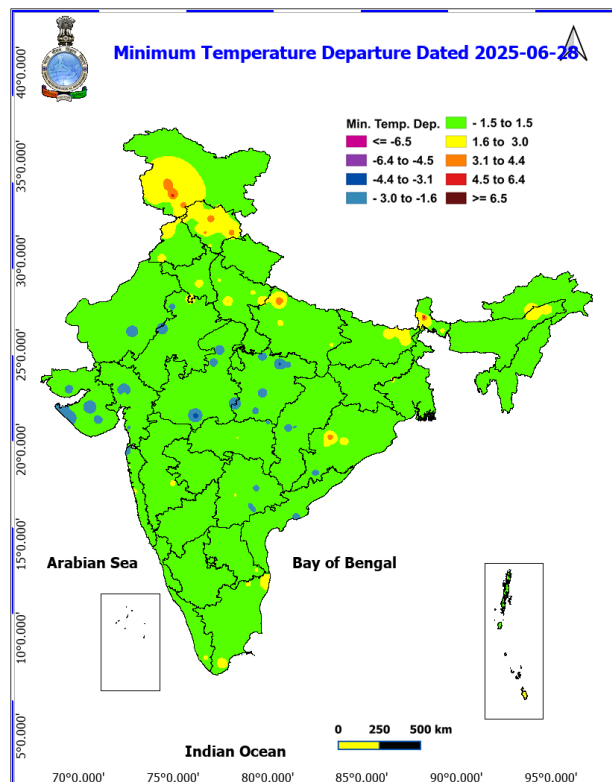 Minimum Temperature Departure Dated 2025-06-28
Min. Temp. Dep.
<= -6.5
-6.4 to -4.5
-4.4 to -3.1
- 3.0 to -1.6
- 1.5 to 1.5
1.6 to 3.0
3.1 to 4.4
4.5 to 6.4
>= 6.5
40°0.000'
35°0.000'
30°0.000'
25°0.000'
20°0.000'
15°0.000'
10°0.000'
5°0.000'
Arabian Sea
Bay of Bengal
Indian Ocean
0 250 500 km
70°0.000' 75°0.000' 80°0.000' 85°0.000' 90°0.000' 95°0.000'